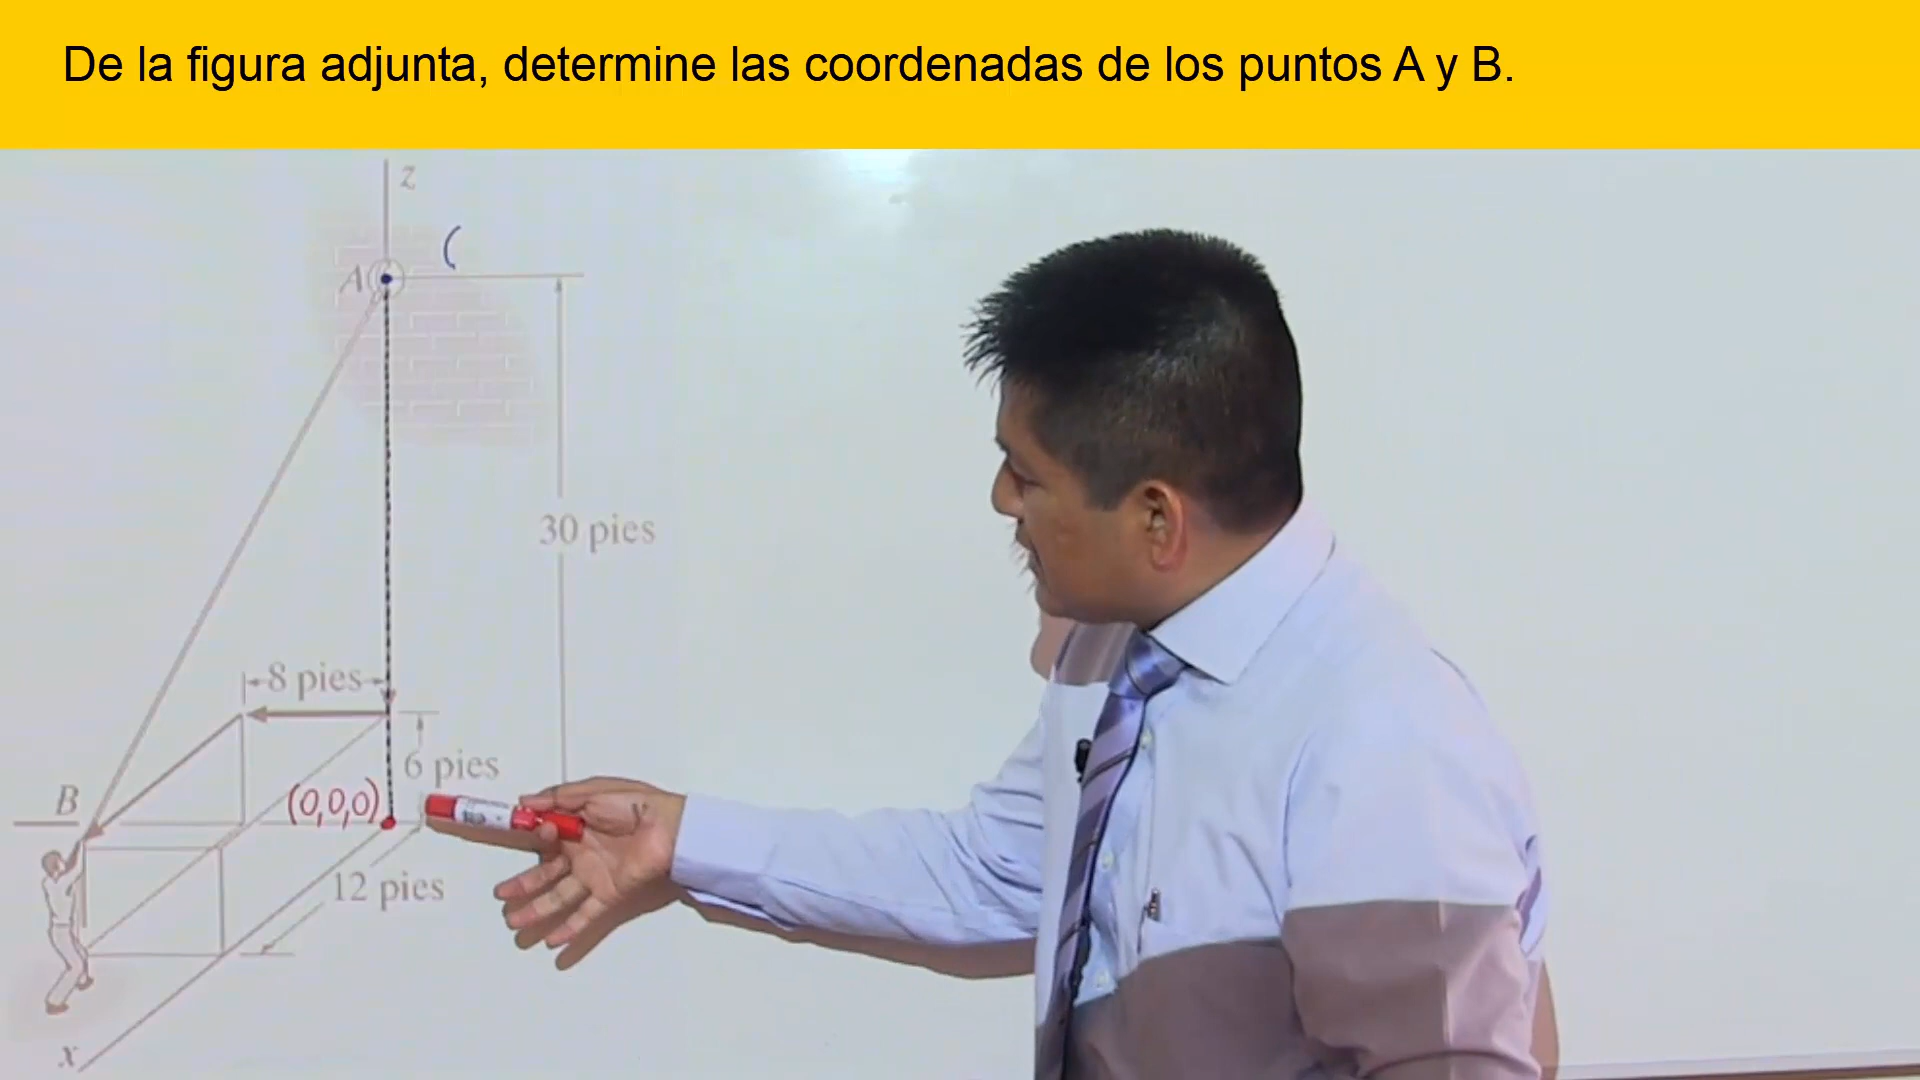 De la figura adjunta, determine las coordenadas de los puntos A y B.
z
(
A
30 pies
8 pies
6 pies
B
(0,0,0)
y
12 pies
x